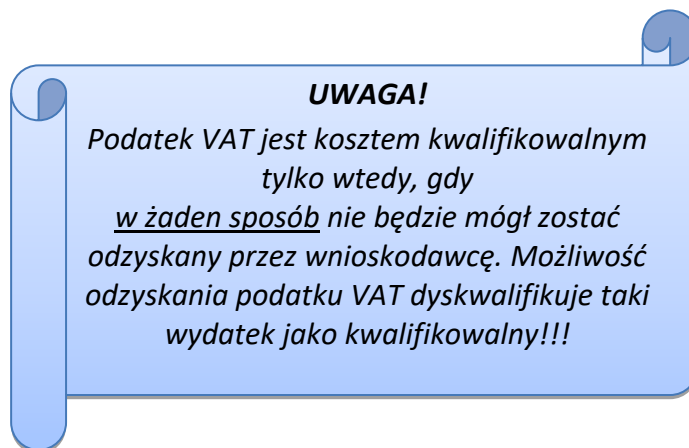 UWAGA!
Podatek VAT jest kosztem kwalifikowalnym
tylko wtedy, gdy
w żaden sposób nie będzie mógł zostać
odzyskany przez wnioskodawcę. Możliwość
odzyskania podatku VAT dyskwalifikuje taki
wydatek jako kwalifikowalny!!!